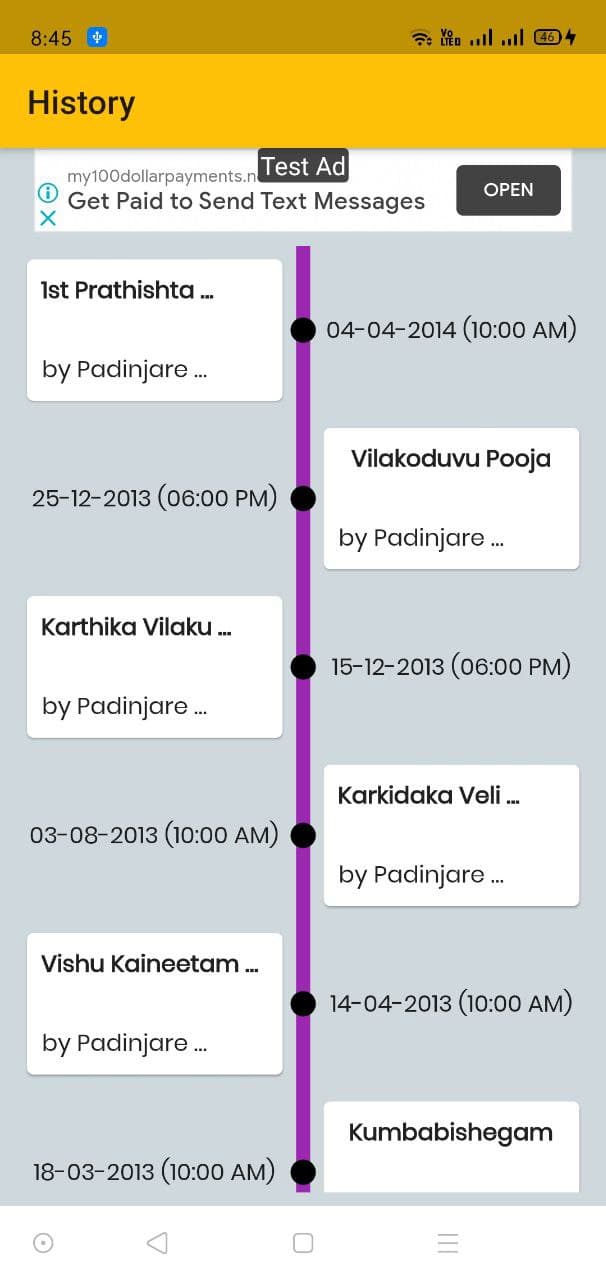 8:45
Vo LTED 46
History
my100dollarpayments.n
Test Ad
Get Paid to Send Text Messages
OPEN
1st Prathishta ...
by Padinjare ...
04-04-2014 (10:00 AM)
25-12-2013 (06:00 PM)
Vilakoduvu Pooja
by Padinjare ...
Karthika Vilaku ...
by Padinjare ...
15-12-2013 (06:00 PM)
03-08-2013 (10:00 AM)
Karkidaka Veli ...
by Padinjare ...
Vishu Kaineetam ...
by Padinjare ...
14-04-2013 (10:00 AM)
18-03-2013 (10:00 AM)
Kumbabishegam